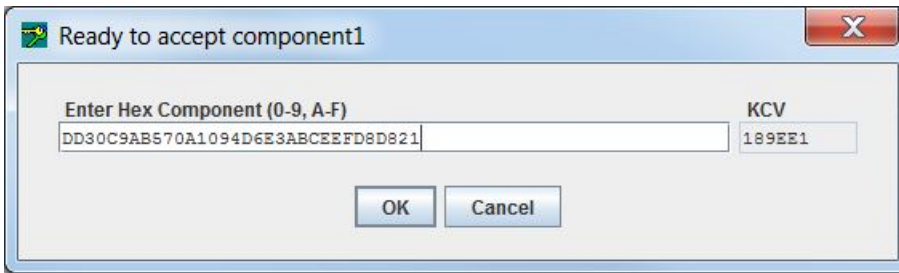 Ready to accept component1
Enter Hex Component (0-9, A-F) KCV
DD30C9AB570A1094D6E3ABCEEFD8D821 189EE1
OK Cancel